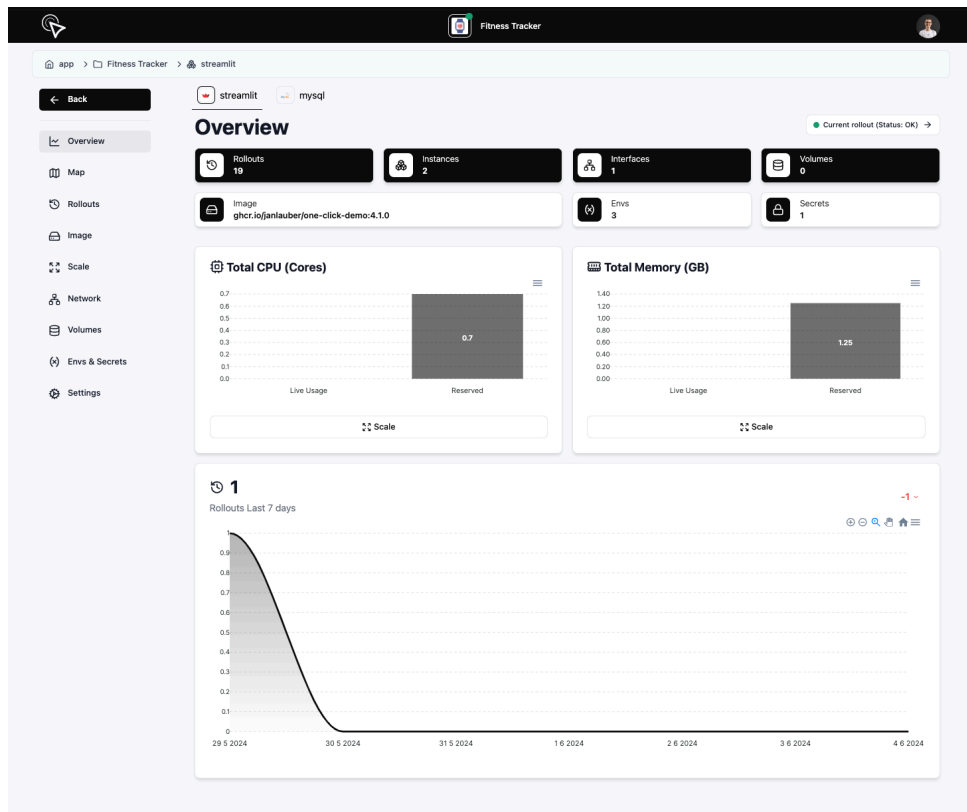 Fitness Tracker
app > Fitness Tracker > streamlit
Back
Overview
Map
Rollouts
Image
Scale
Network
Volumes
Envs & Secrets
Settings
streamlit mysql
Overview
Current rollout (Status: OK) →
Rollouts
19
Instances
2
Interfaces
1
Volumes
0
Image
ghcr.io/janlauber/one-click-demo:4.1.0
Envs
3
Secrets
1
Total CPU (Cores)
0.7
0.6
0.5
0.4
0.3
0.2
0.1
0.0
0.7
Live Usage Reserved
Scale
Total Memory (GB)
1.40
1.20
1.00
0.80
0.60
0.40
0.20
0.00
1.25
Live Usage Reserved
Scale
1
Rollouts Last 7 days
-1
1
0.9
0.8
0.7
0.6
0.5
0.4
0.3
0.2
0.1
0
29 5 2024 30 5 2024 31 5 2024 1 6 2024 2 6 2024 3 6 2024 4 6 2024